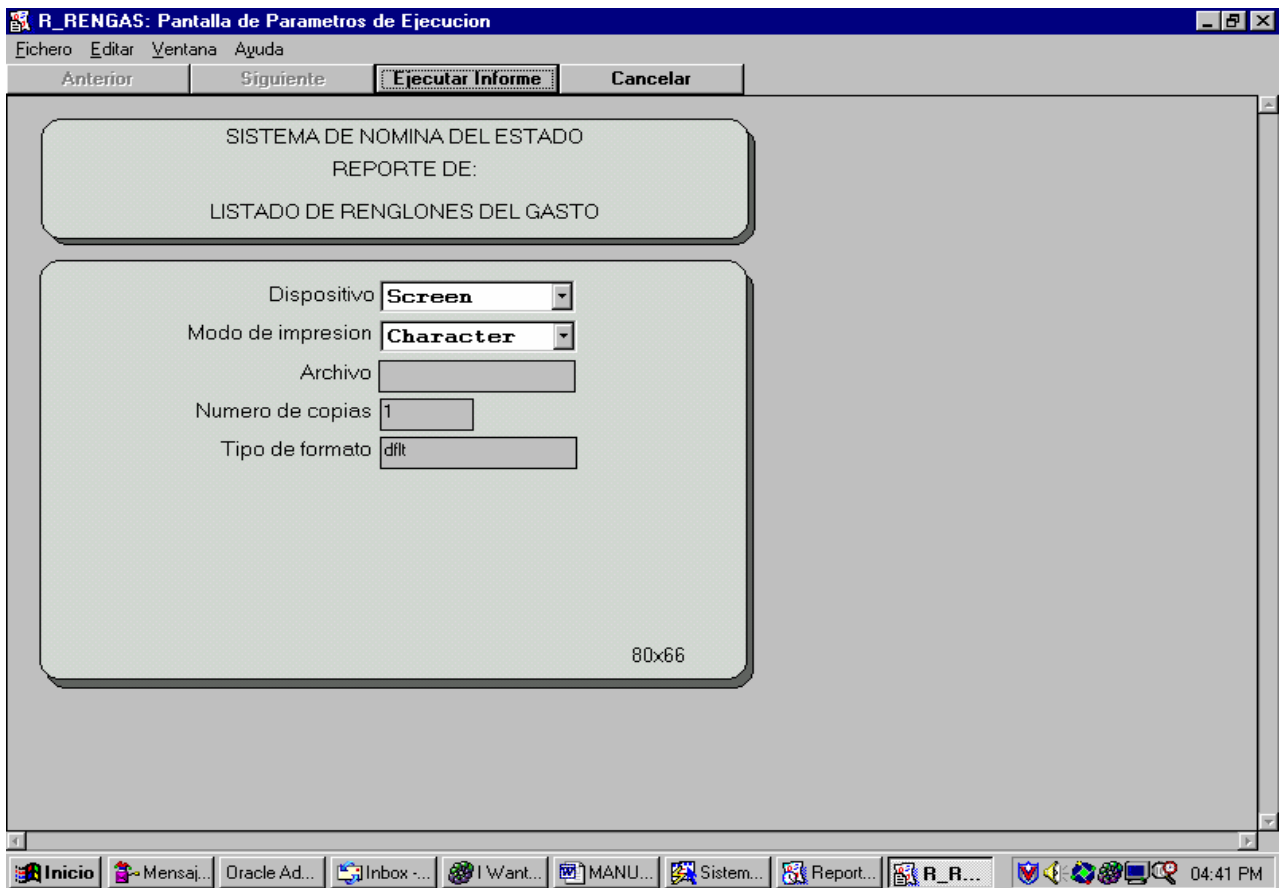 R_RENGAS: Pantalla de Parametros de Ejecucion
Fichero Editar Ventana Ayuda
Anterior Siguiente Ejecutar Informe Cancelar
SISTEMA DE NOMINA DEL ESTADO
REPORTE DE:
LISTADO DE RENGLONES DEL GASTO
Dispositivo Screen
Modo de impresion Character
Archivo
Numero de copias 1
Tipo de formato dflt
80x66
Inicio Mensaj... Oracle Ad... Inbox -... I Want... MANU... Sistem... Report... R_R... 04:41 PM